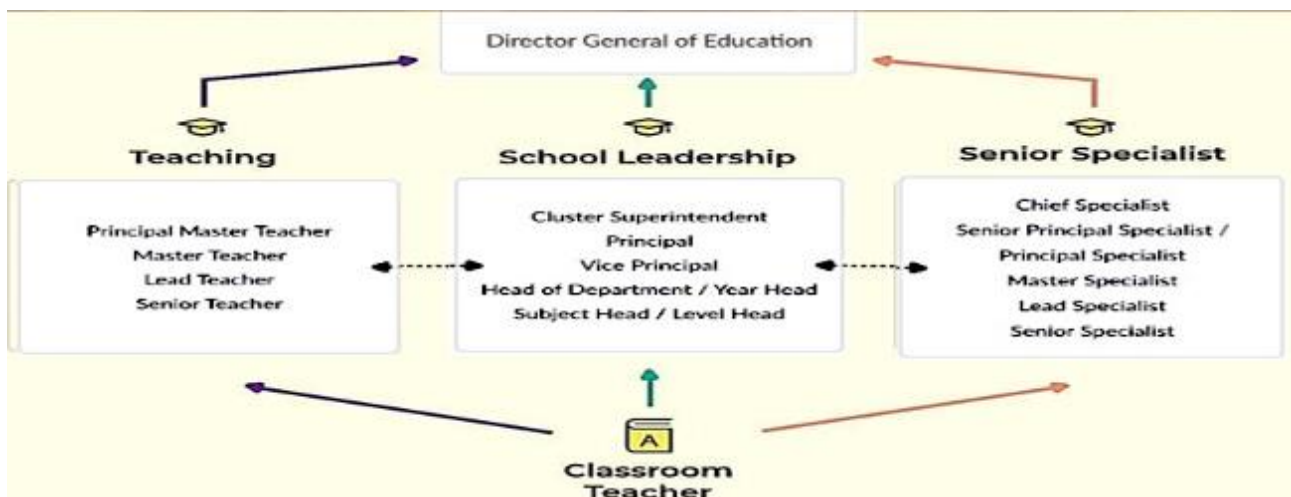 Director General of Education
Teaching
School Leadership
Senior Specialist
Principal Master Teacher
Master Teacher
Lead Teacher
Senior Teacher
Cluster Superintendent
Principal
Vice Principal
Head of Department / Year Head
Subject Head / Level Head
Chief Specialist
Senior Principal Specialist /
Principal Specialist
Master Specialist
Lead Specialist
Senior Specialist
A
Classroom
Teacher